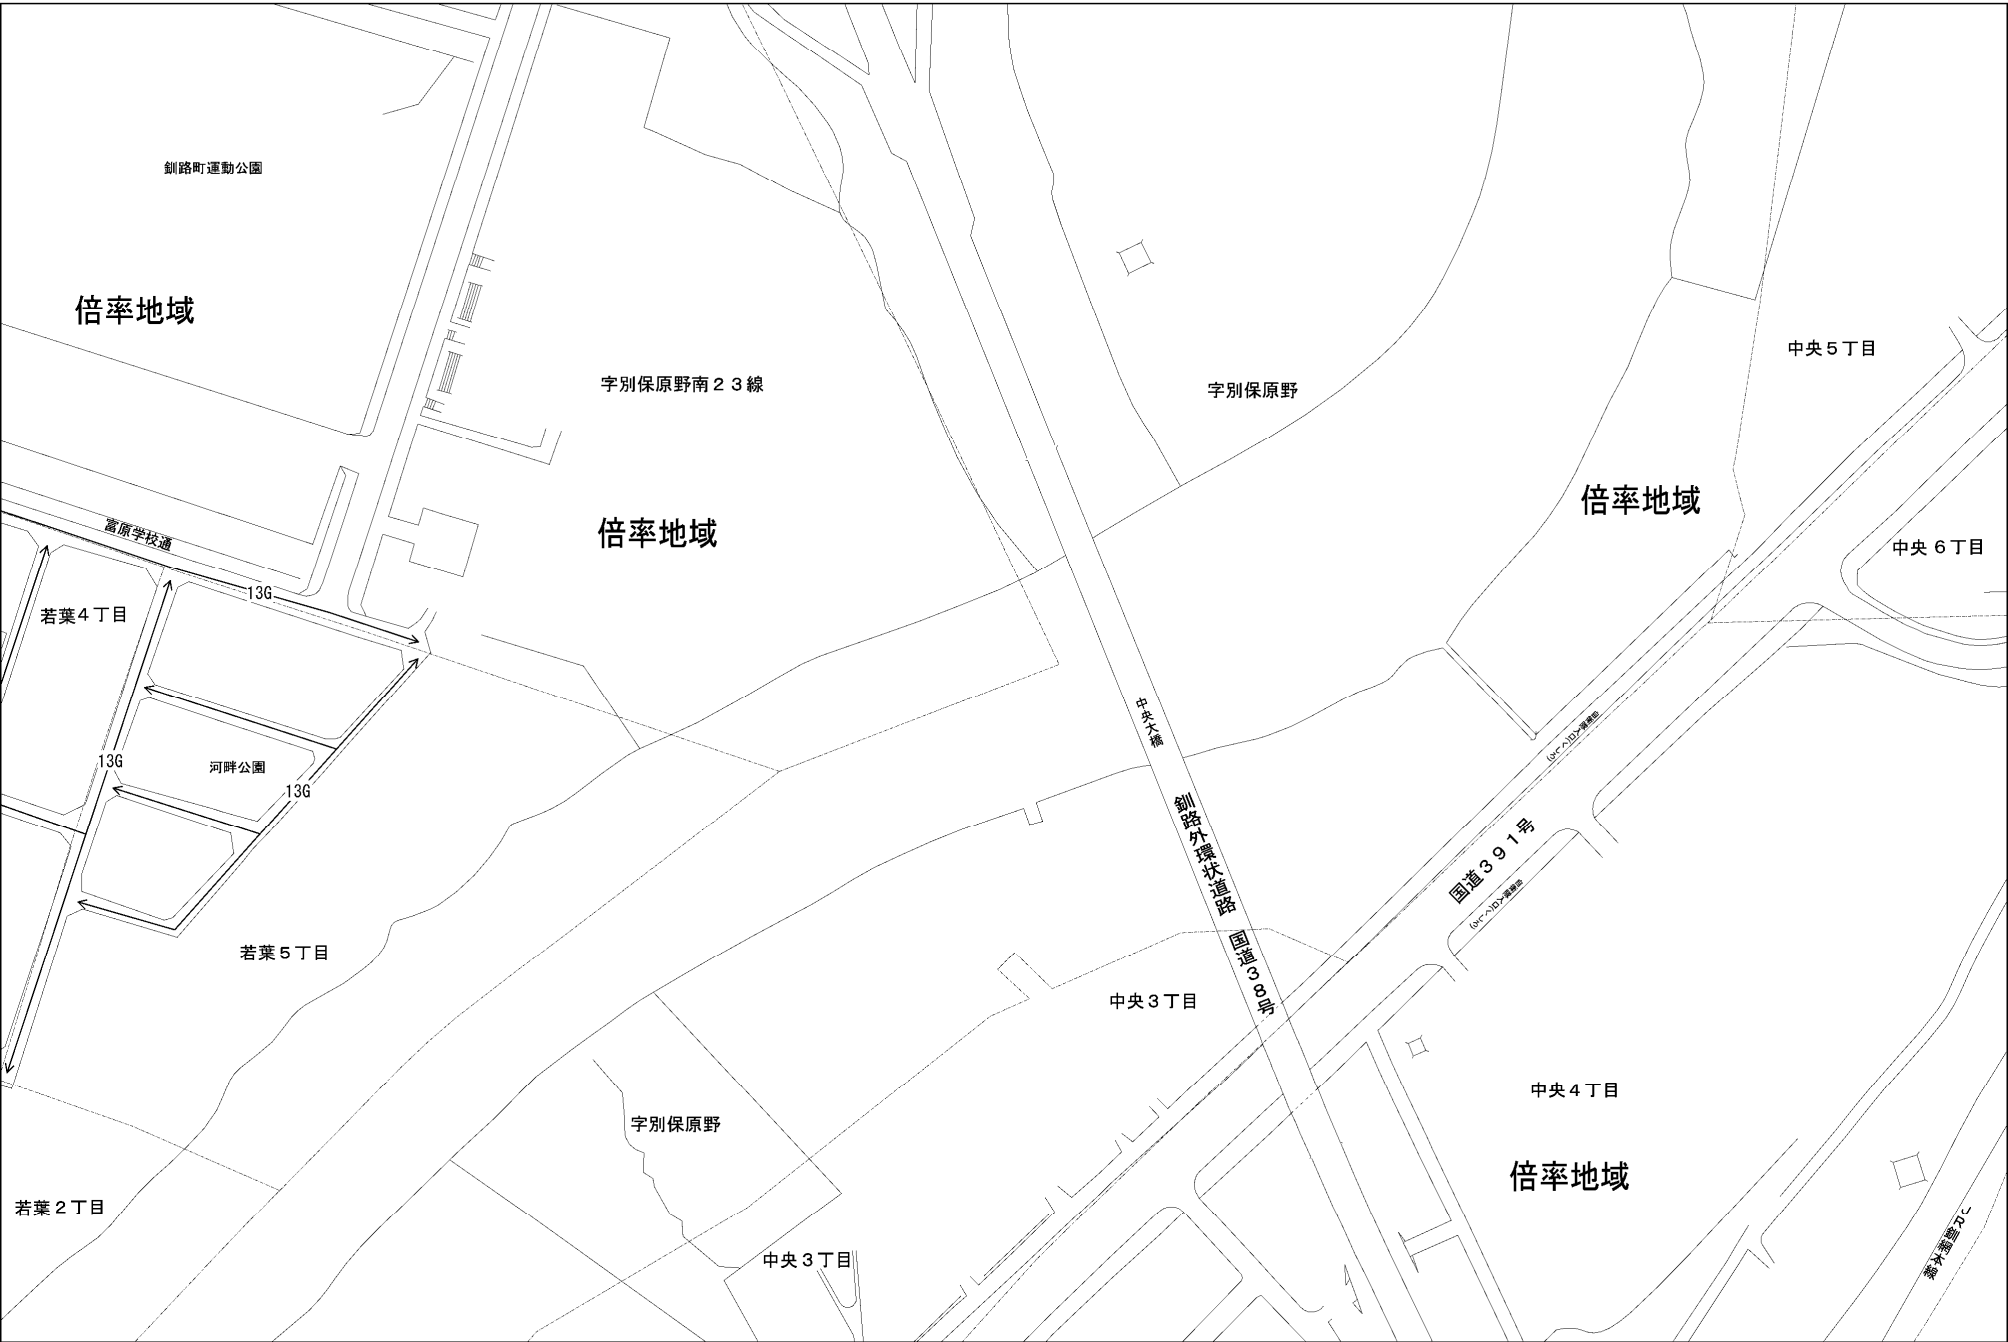 釧路町運動公園
倍率地域
中央５丁目
字別保原野南２３線
字別保原野
倍率地域
倍率地域
富原学校通
中央６丁目
13G
若葉４丁目
中央大橋
13G
河畔公園
13G
釧路外環状道路　国道３８号
国道３９１号
若葉５丁目
中央３丁目
中央４丁目
字別保原野
倍率地域
若葉２丁目
中央３丁目
ＪＲ釧網本線